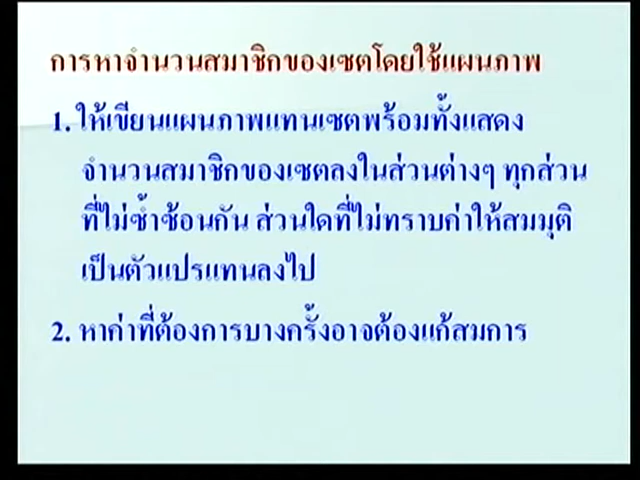 การหาจำนวนสมาชิกของเซตโดยใช้แผนภาพ
1. ให้เขียนแผนภาพแทนเซตพร้อมทั้งแสดง
จำนวนสมาชิกของเซตลงในส่วนต่างๆ ทุกส่วน
ที่ไม่ซ้ำซ้อนกัน ส่วนใดที่ไม่ทราบค่าให้สมมุติ
เป็นตัวแปรแทนลงไป
2. หาค่าที่ต้องการบางครั้งอาจต้องแก้สมการ